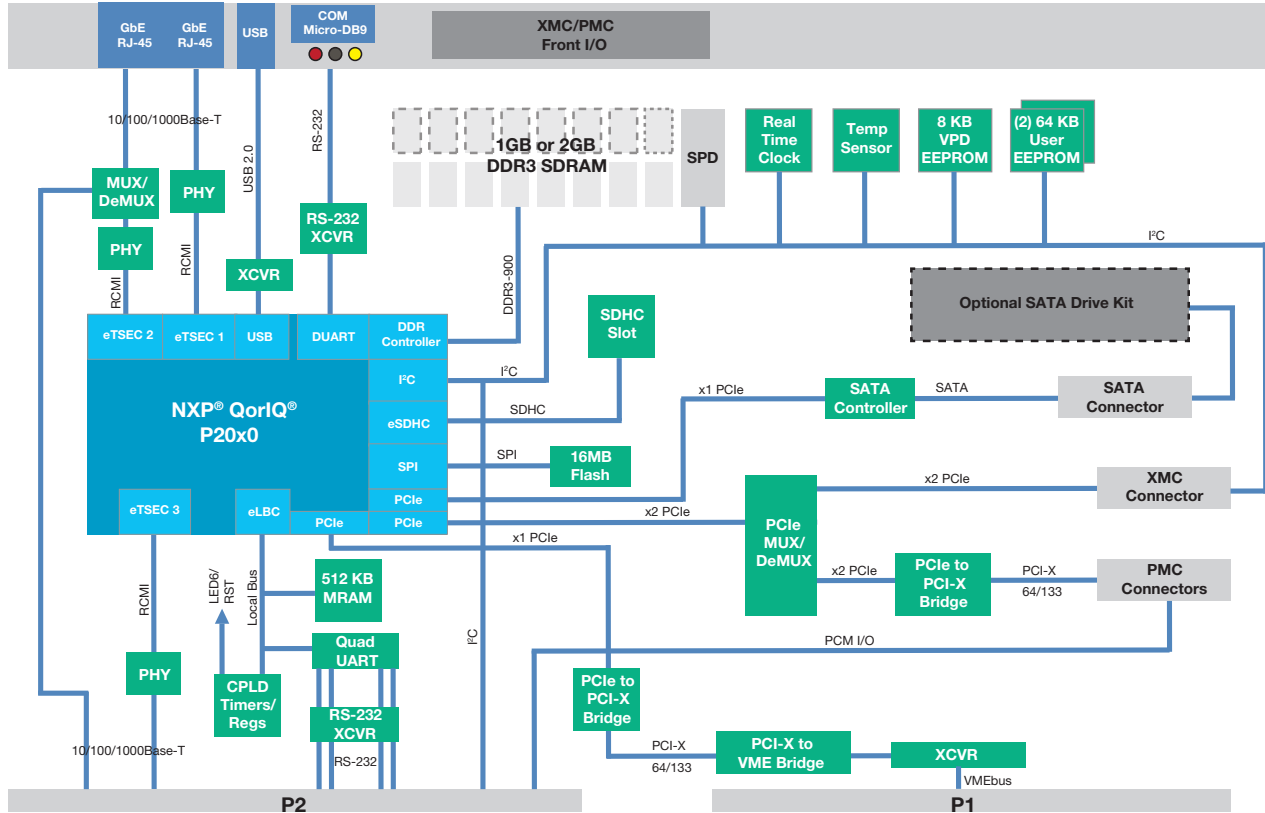 GbE
RJ-45
GbE
RJ-45
USB
COM
Micro-DB9
XMC/PMC
Front I/O
10/100/1000Base-T
USB 2.0
RS-232
1GB or 2GB
DDR3 SDRAM
SPD
Real
Time
Clock
Temp
Sensor
8 KB
VPD
EEPROM
(2) 64 KB
User
EEPROM
MUX/
DeMUX
PHY
PHY
RS-232
XCVR
XCVR
RCMI
RCMI
DDR3-900
I²C
Optional SATA Drive Kit
SDHC
Slot
eTSEC 2
eTSEC 1
USB
DUART
DDR
Controller
I²C
I²C
NXP® QorIQ®
P20x0
eSDHC
SDHC
x1 PCIe
SATA
Controller
SATA
SATA
Connector
SPI
SPI
16MB
Flash
PCIe
PCIe
x2 PCIe
x2 PCIe
XMC
Connector
eTSEC 3
eLBC
PCIe
x1 PCIe
PCIe
MUX/
DeMUX
x2 PCIe
PCIe to
PCI-X
Bridge
PCI-X
64/133
PMC
Connectors
RCMI
LED6/
RST
Local Bus
512 KB
MRAM
I²C
PCM I/O
Quad
UART
PHY
CPLD
Timers/
Regs
PCIe to
PCI-X
Bridge
RS-232
XCVR
10/100/1000Base-T
RS-232
PCI-X
64/133
PCI-X to
VME Bridge
XCVR
VMEbus
P2
P1